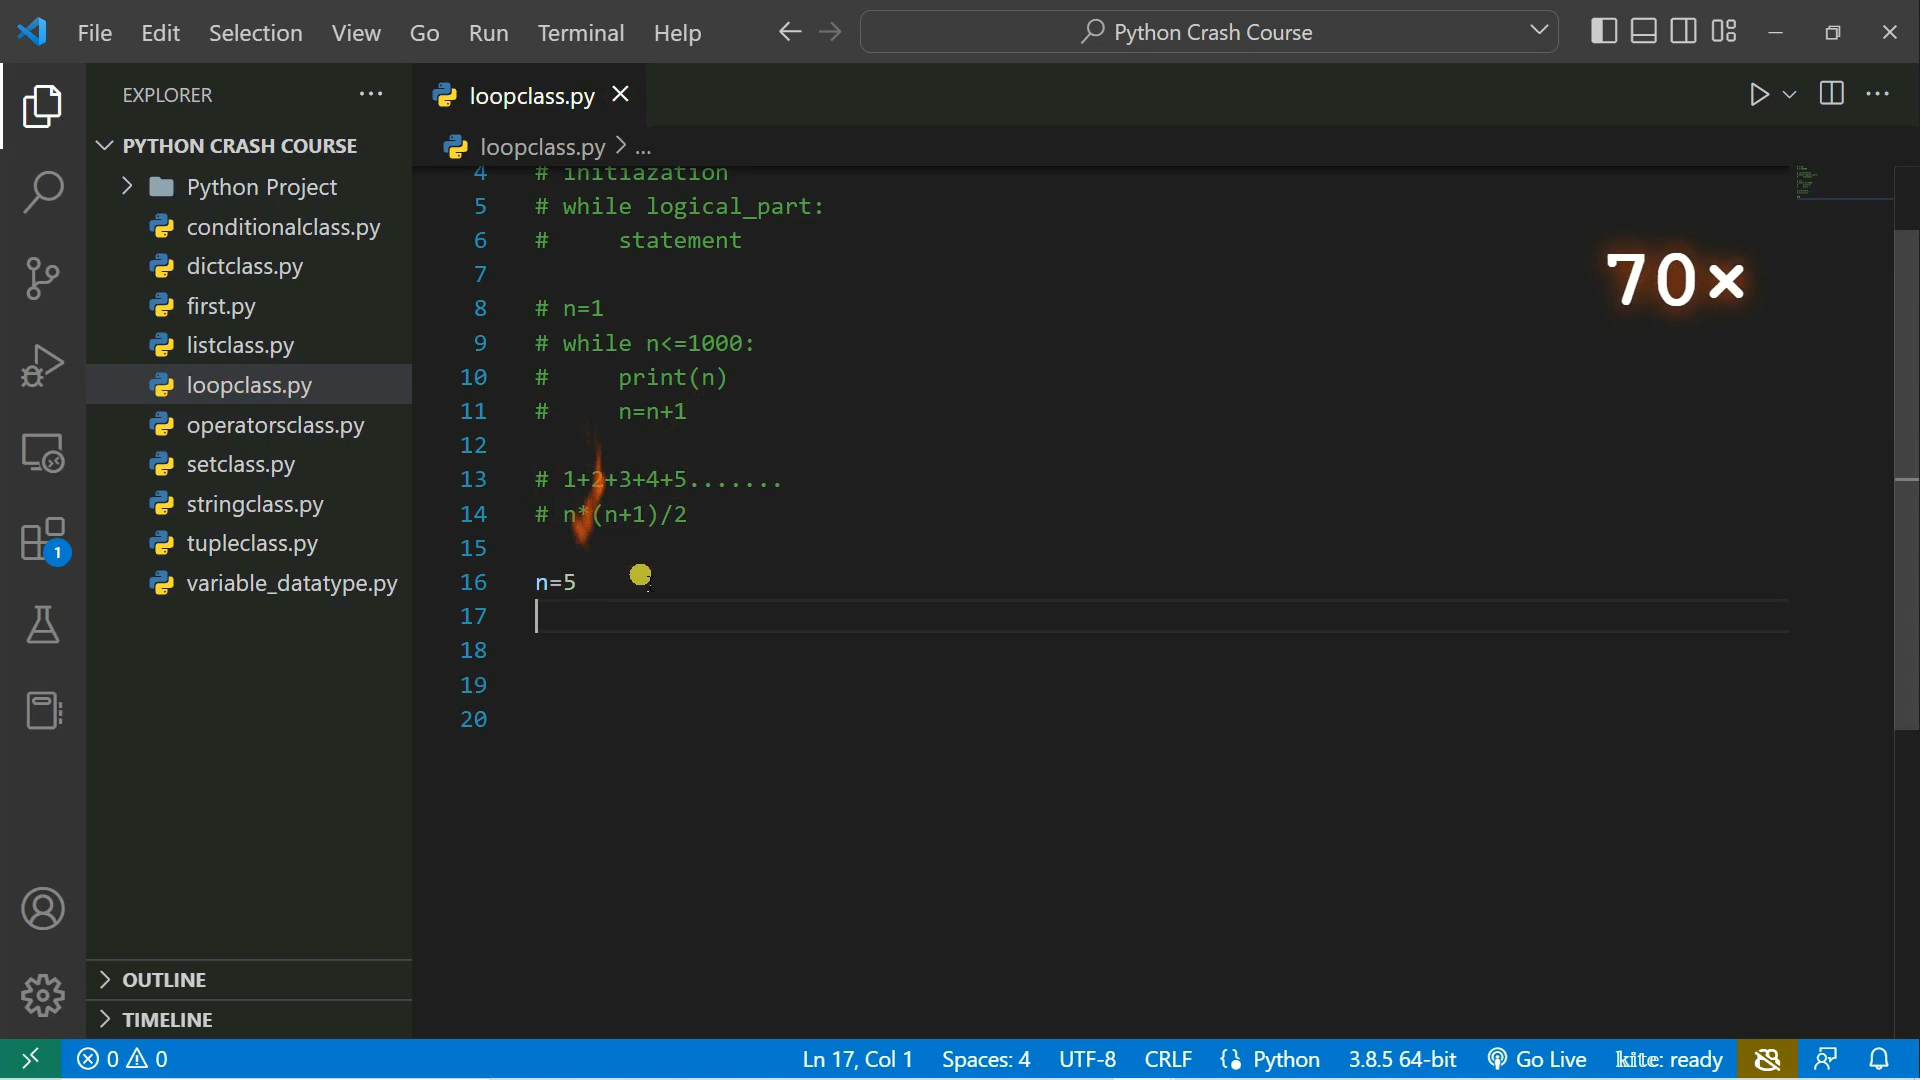 File Edit Selection View Go Run Terminal Help
Python Crash Course
EXPLORER
PYTHON CRASH COURSE
Python Project
conditionalclass.py
dictclass.py
first.py
listclass.py
loopclass.py
operatorsclass.py
setclass.py
stringclass.py
tupleclass.py
variable_datatype.py
OUTLINE
TIMELINE
1
loopclass.py
loopclass.py > ...
4 # initiazation
5 # while logical_part:
6 #     statement
7
8 # n=1
9 # while n<=1000:
10 #     print(n)
11 #     n=n+1
12
13 # 1+2+3+4+5.......
14 # n*(n+1)/2
15
16 n=5
17
18
19
20
70×
0 0 Ln 17, Col 1 Spaces: 4 UTF-8 CRLF Python 3.8.5 64-bit Go Live kite: ready